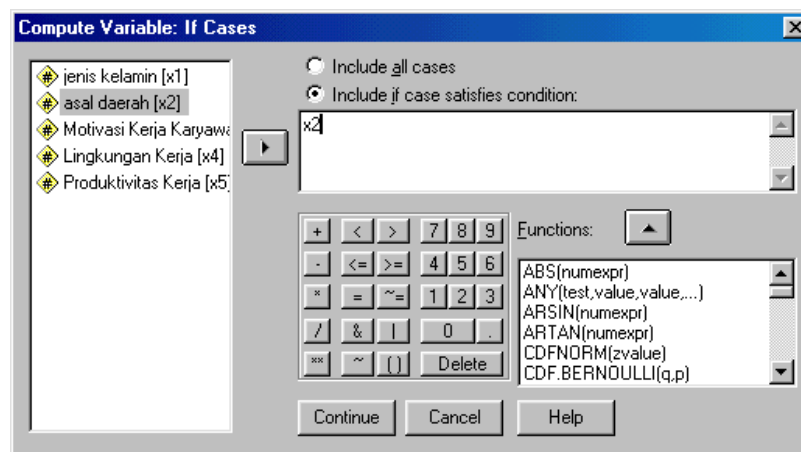 Compute Variable: If Cases
jenis kelamin [x1]
asal daerah [x2]
Motivasi Kerja Karyawa
Lingkungan Kerja [x4]
Produktivitas Kerja [x5]
Include all cases
Include if case satisfies condition:
x2
+ < > 7 8 9
- <= >= 4 5 6
* = ~= 1 2 3
/ & | 0 .
** ~ () Delete
Functions:
ABS(numexpr)
ANY(test,value,value,...)
ARSIN(numexpr)
ARTAN(numexpr)
CDFNORM(zvalue)
CDF.BERNOULLI(q,p)
Continue Cancel Help